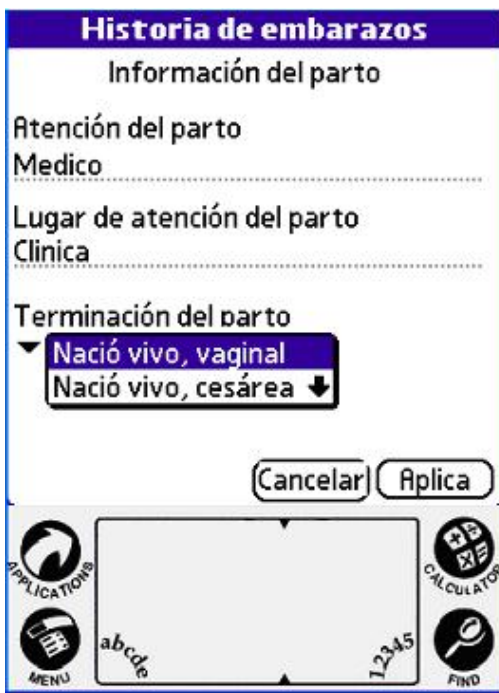 Historia de embarazos
Información del parto
Atención del parto
Medico
Lugar de atención del parto
Clinica
Terminación del parto
Nació vivo, vaginal
Nació vivo, cesárea
Cancelar Aplica
APPLICATIONS
CALCULATOR
MENU
abcde
12345
FIND